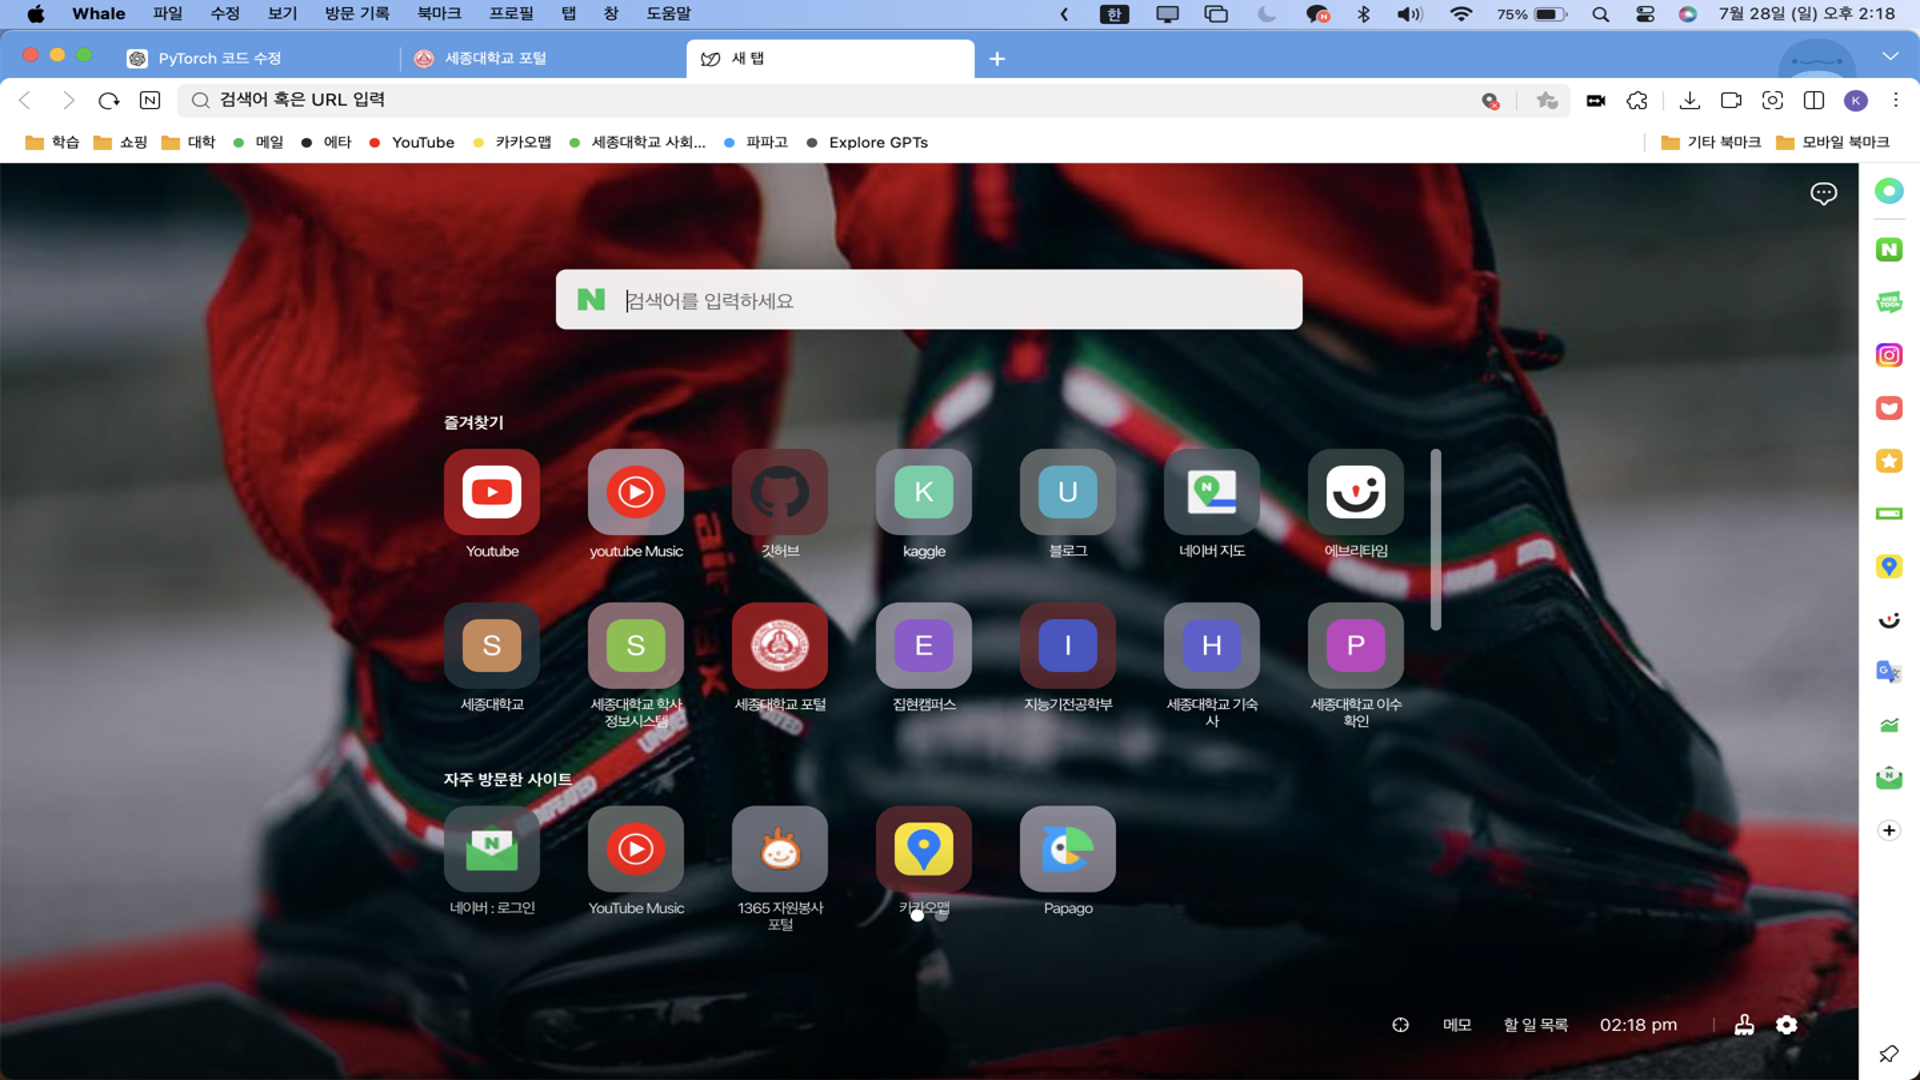 Whale 파일 수정 보기 방문 기록 북마크 프로필 탭 창 도움말 한 N 75% 7월 28일 (일) 오후 2:18
PyTorch 코드 수정 세종대학교 포털 새 탭
N 검색어 혹은 URL 입력 K
학습 쇼핑 대학 메일 에타 YouTube 카카오맵 세종대학교 사회... 파파고 Explore GPTs 기타 북마크 모바일 북마크
N 검색어를 입력하세요
즐겨찾기
K U N
Youtube youtube Music 깃허브 kaggle 블로그 네이버 지도 에브리타임
S S E I H P
세종대학교 세종대학교 학사 세종대학교 포털 집현캠퍼스 지능기전공학부 세종대학교 기숙 세종대학교 이수
정보시스템 사 확인
자주 방문한 사이트
N
네이버 : 로그인 YouTube Music 1365 자원봉사 카카오맵 Papago
포털
메모 할 일 목록 02:18 pm
N
WEB
TOON
G
N
DEFEATED